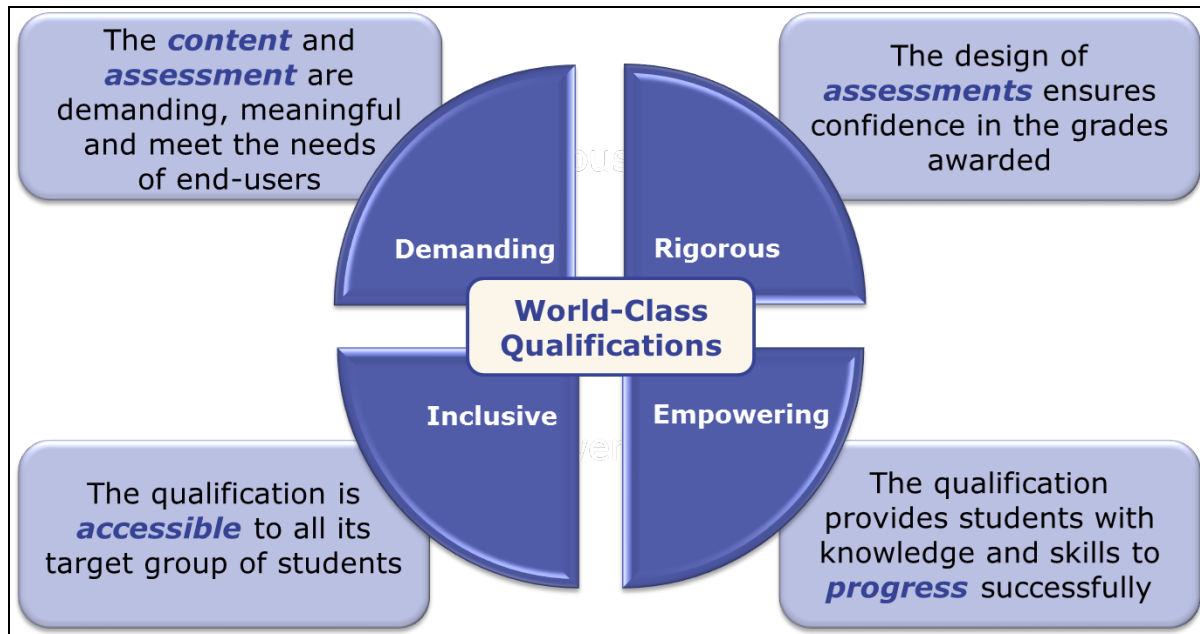 The content and
assessment are
demanding, meaningful
and meet the needs
of end-users
The design of
assessments ensures
confidence in the grades
awarded
Demanding
Rigorous
World-Class
Qualifications
Inclusive
Empowering
The qualification is
accessible to all its
target group of students
The qualification
provides students with
knowledge and skills to
progress successfully